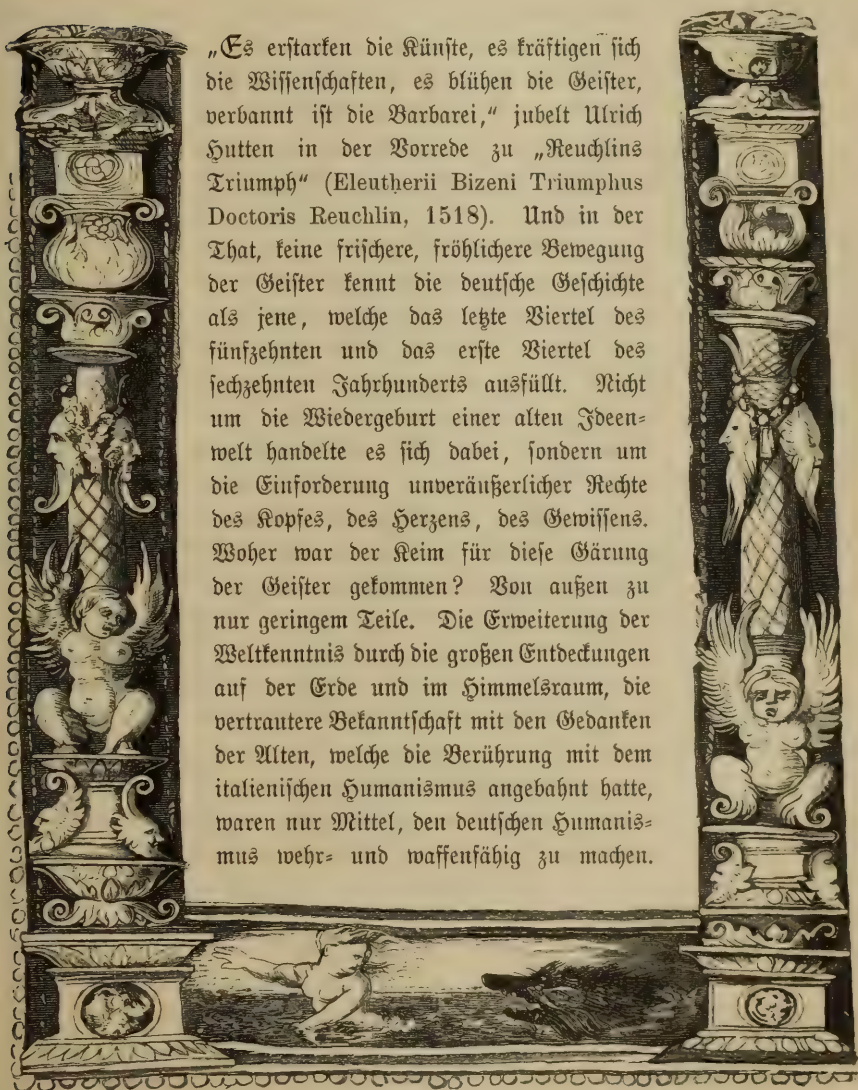 „Es erstarken die Künste, es kräftigen sich
die Wissenschaften, es blühen die Geister,
verbannt ist die Barbarei,“ jubelt Ulrich
Hutten in der Vorrede zu „Reuchlins
Triumph“ (Eleutherii Bizeni Triumphus
Doctoris Reuchlin, 1518). Und in der
That, keine frischere, fröhlichere Bewegung
der Geister kennt die deutsche Geschichte
als jene, welche das letzte Viertel des
fünfzehnten und das erste Viertel des
sechzehnten Jahrhunderts ausfüllt. Nicht
um die Wiedergeburt einer alten Ideen-
welt handelte es sich dabei, sondern um
die Einforderung unveräußerlicher Rechte
des Kopfes, des Herzens, des Gewissens.
Woher war der Keim für diese Gärung
der Geister gekommen? Von außen zu
nur geringem Teile. Die Erweiterung der
Weltkenntnis durch die großen Entdeckungen
auf der Erde und im Himmelsraum, die
vertrautere Bekanntschaft mit den Gedanken
der Alten, welche die Berührung mit dem
italienischen Humanismus angebahnt hatte,
waren nur Mittel, den deutschen Humanis-
mus wehr- und waffenfähig zu machen.